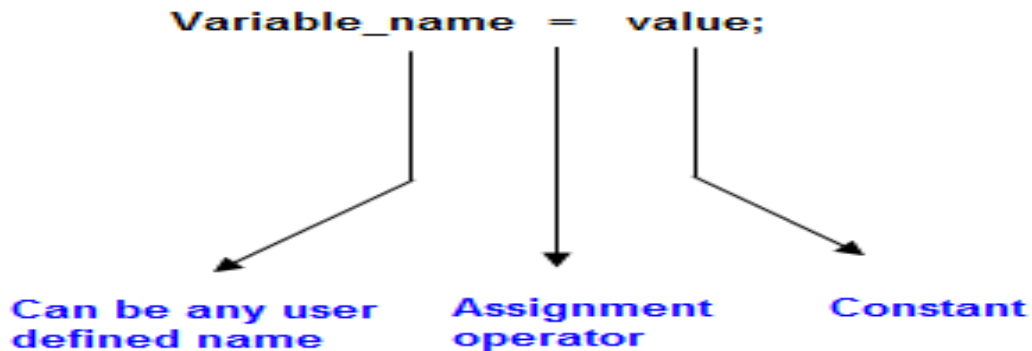 Variable_name = value;
Can be any user
defined name
Assignment
operator
Constant